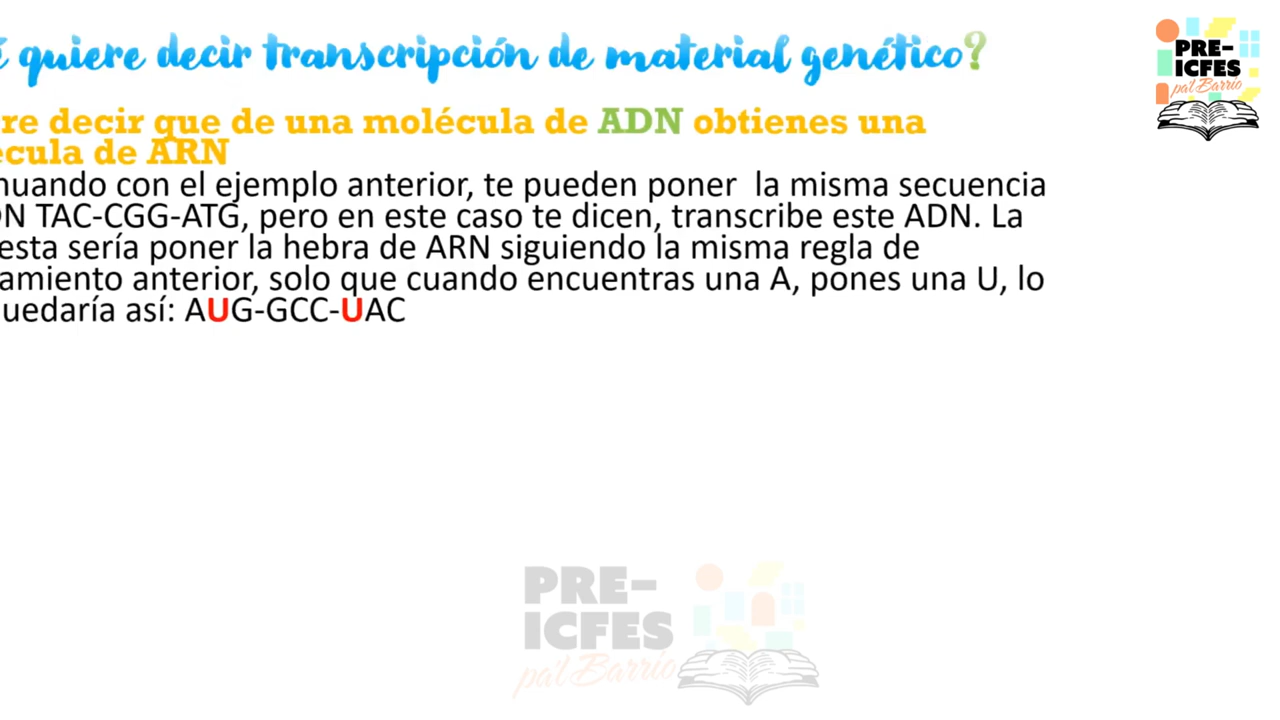 quiere decir transcripción de material genético?
PRE-
ICFES
pa'l Barrio
re decir que de una molécula de ADN obtienes una
cula de ARN
nuando con el ejemplo anterior, te pueden poner la misma secuencia
N TAC-CGG-ATG, pero en este caso te dicen, transcribe este ADN. La
esta sería poner la hebra de ARN siguiendo la misma regla de
amiento anterior, solo que cuando encuentras una A, pones una U, lo
uedaría así: AUG-GCC-UAC
PRE-
ICFES
pa'l Barrio